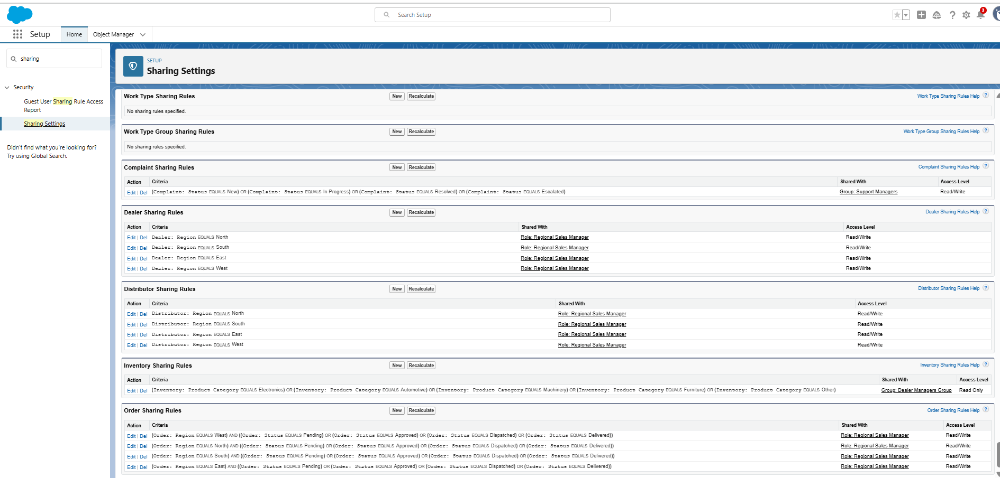 Search Setup
3
Setup
Home
Object Manager
sharing
Security
Guest User Sharing Rule Access
Report
Sharing Settings
Didn't find what you're looking for?
Try using Global Search.
SETUP
Sharing Settings
Work Type Sharing Rules New Recalculate Work Type Sharing Rules Help ?
No sharing rules specified.
Work Type Group Sharing Rules New Recalculate Work Type Group Sharing Rules Help ?
No sharing rules specified.
Complaint Sharing Rules New Recalculate Complaint Sharing Rules Help ?
Action Criteria Shared With Access Level
Edit | Del (Complaint: Status EQUALS New) OR (Complaint: Status EQUALS In Progress) OR (Complaint: Status EQUALS Resolved) OR (Complaint: Status EQUALS Escalated) Group: Support Managers Read/Write
Dealer Sharing Rules New Recalculate Dealer Sharing Rules Help ?
Action Criteria Shared With Access Level
Edit | Del Dealer: Region EQUALS North Role: Regional Sales Manager Read/Write
Edit | Del Dealer: Region EQUALS South Role: Regional Sales Manager Read/Write
Edit | Del Dealer: Region EQUALS East Role: Regional Sales Manager Read/Write
Edit | Del Dealer: Region EQUALS West Role: Regional Sales Manager Read/Write
Distributor Sharing Rules New Recalculate Distributor Sharing Rules Help ?
Action Criteria Shared With Access Level
Edit | Del Distributor: Region EQUALS North Role: Regional Sales Manager Read/Write
Edit | Del Distributor: Region EQUALS South Role: Regional Sales Manager Read/Write
Edit | Del Distributor: Region EQUALS East Role: Regional Sales Manager Read/Write
Edit | Del Distributor: Region EQUALS West Role: Regional Sales Manager Read/Write
Inventory Sharing Rules New Recalculate Inventory Sharing Rules Help ?
Action Criteria Shared With Access Level
Edit | Del (Inventory: Product Category EQUALS Electronics) OR (Inventory: Product Category EQUALS Automotive) OR (Inventory: Product Category EQUALS Machinery) OR (Inventory: Product Category EQUALS Furniture) OR (Inventory: Product Category EQUALS Other) Group: Dealer Managers Group Read Only
Order Sharing Rules New Recalculate Order Sharing Rules Help ?
Action Criteria Shared With Access Level
Edit | Del (Order: Region EQUALS West) AND ((Order: Status EQUALS Pending) OR (Order: Status EQUALS Approved) OR (Order: Status EQUALS Dispatched) OR (Order: Status EQUALS Delivered)) Role: Regional Sales Manager Read/Write
Edit | Del (Order: Region EQUALS North) AND ((Order: Status EQUALS Pending) OR (Order: Status EQUALS Approved) OR (Order: Status EQUALS Dispatched) OR (Order: Status EQUALS Delivered)) Role: Regional Sales Manager Read/Write
Edit | Del (Order: Region EQUALS South) AND ((Order: Status EQUALS Pending) OR (Order: Status EQUALS Approved) OR (Order: Status EQUALS Dispatched) OR (Order: Status EQUALS Delivered)) Role: Regional Sales Manager Read/Write
Edit | Del (Order: Region EQUALS East) AND ((Order: Status EQUALS Pending) OR (Order: Status EQUALS Approved) OR (Order: Status EQUALS Dispatched) OR (Order: Status EQUALS Delivered)) Role: Regional Sales Manager Read/Write